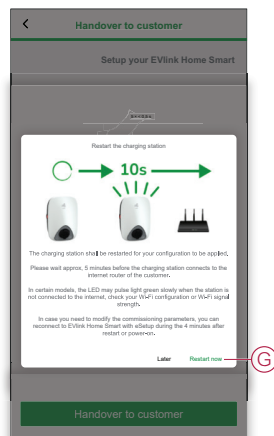 Handover to customer
Setup your EVlink Home Smart
Restart the charging station
10s
The charging station shall be restarted for your configuration to be applied.
Please wait approx. 5 minutes before the charging station connects to the
internet router of the customer.
In certain models, the LED may pulse light green slowly when the station is
not connected to the internet, check your Wi-Fi configuration or Wi-Fi signal
strength.
In case you need to modify the commissioning parameters, you can
reconnect to EVlink Home Smart with eSetup during the 4 minutes after
restart or power-on.
Later Restart now G
Handover to customer